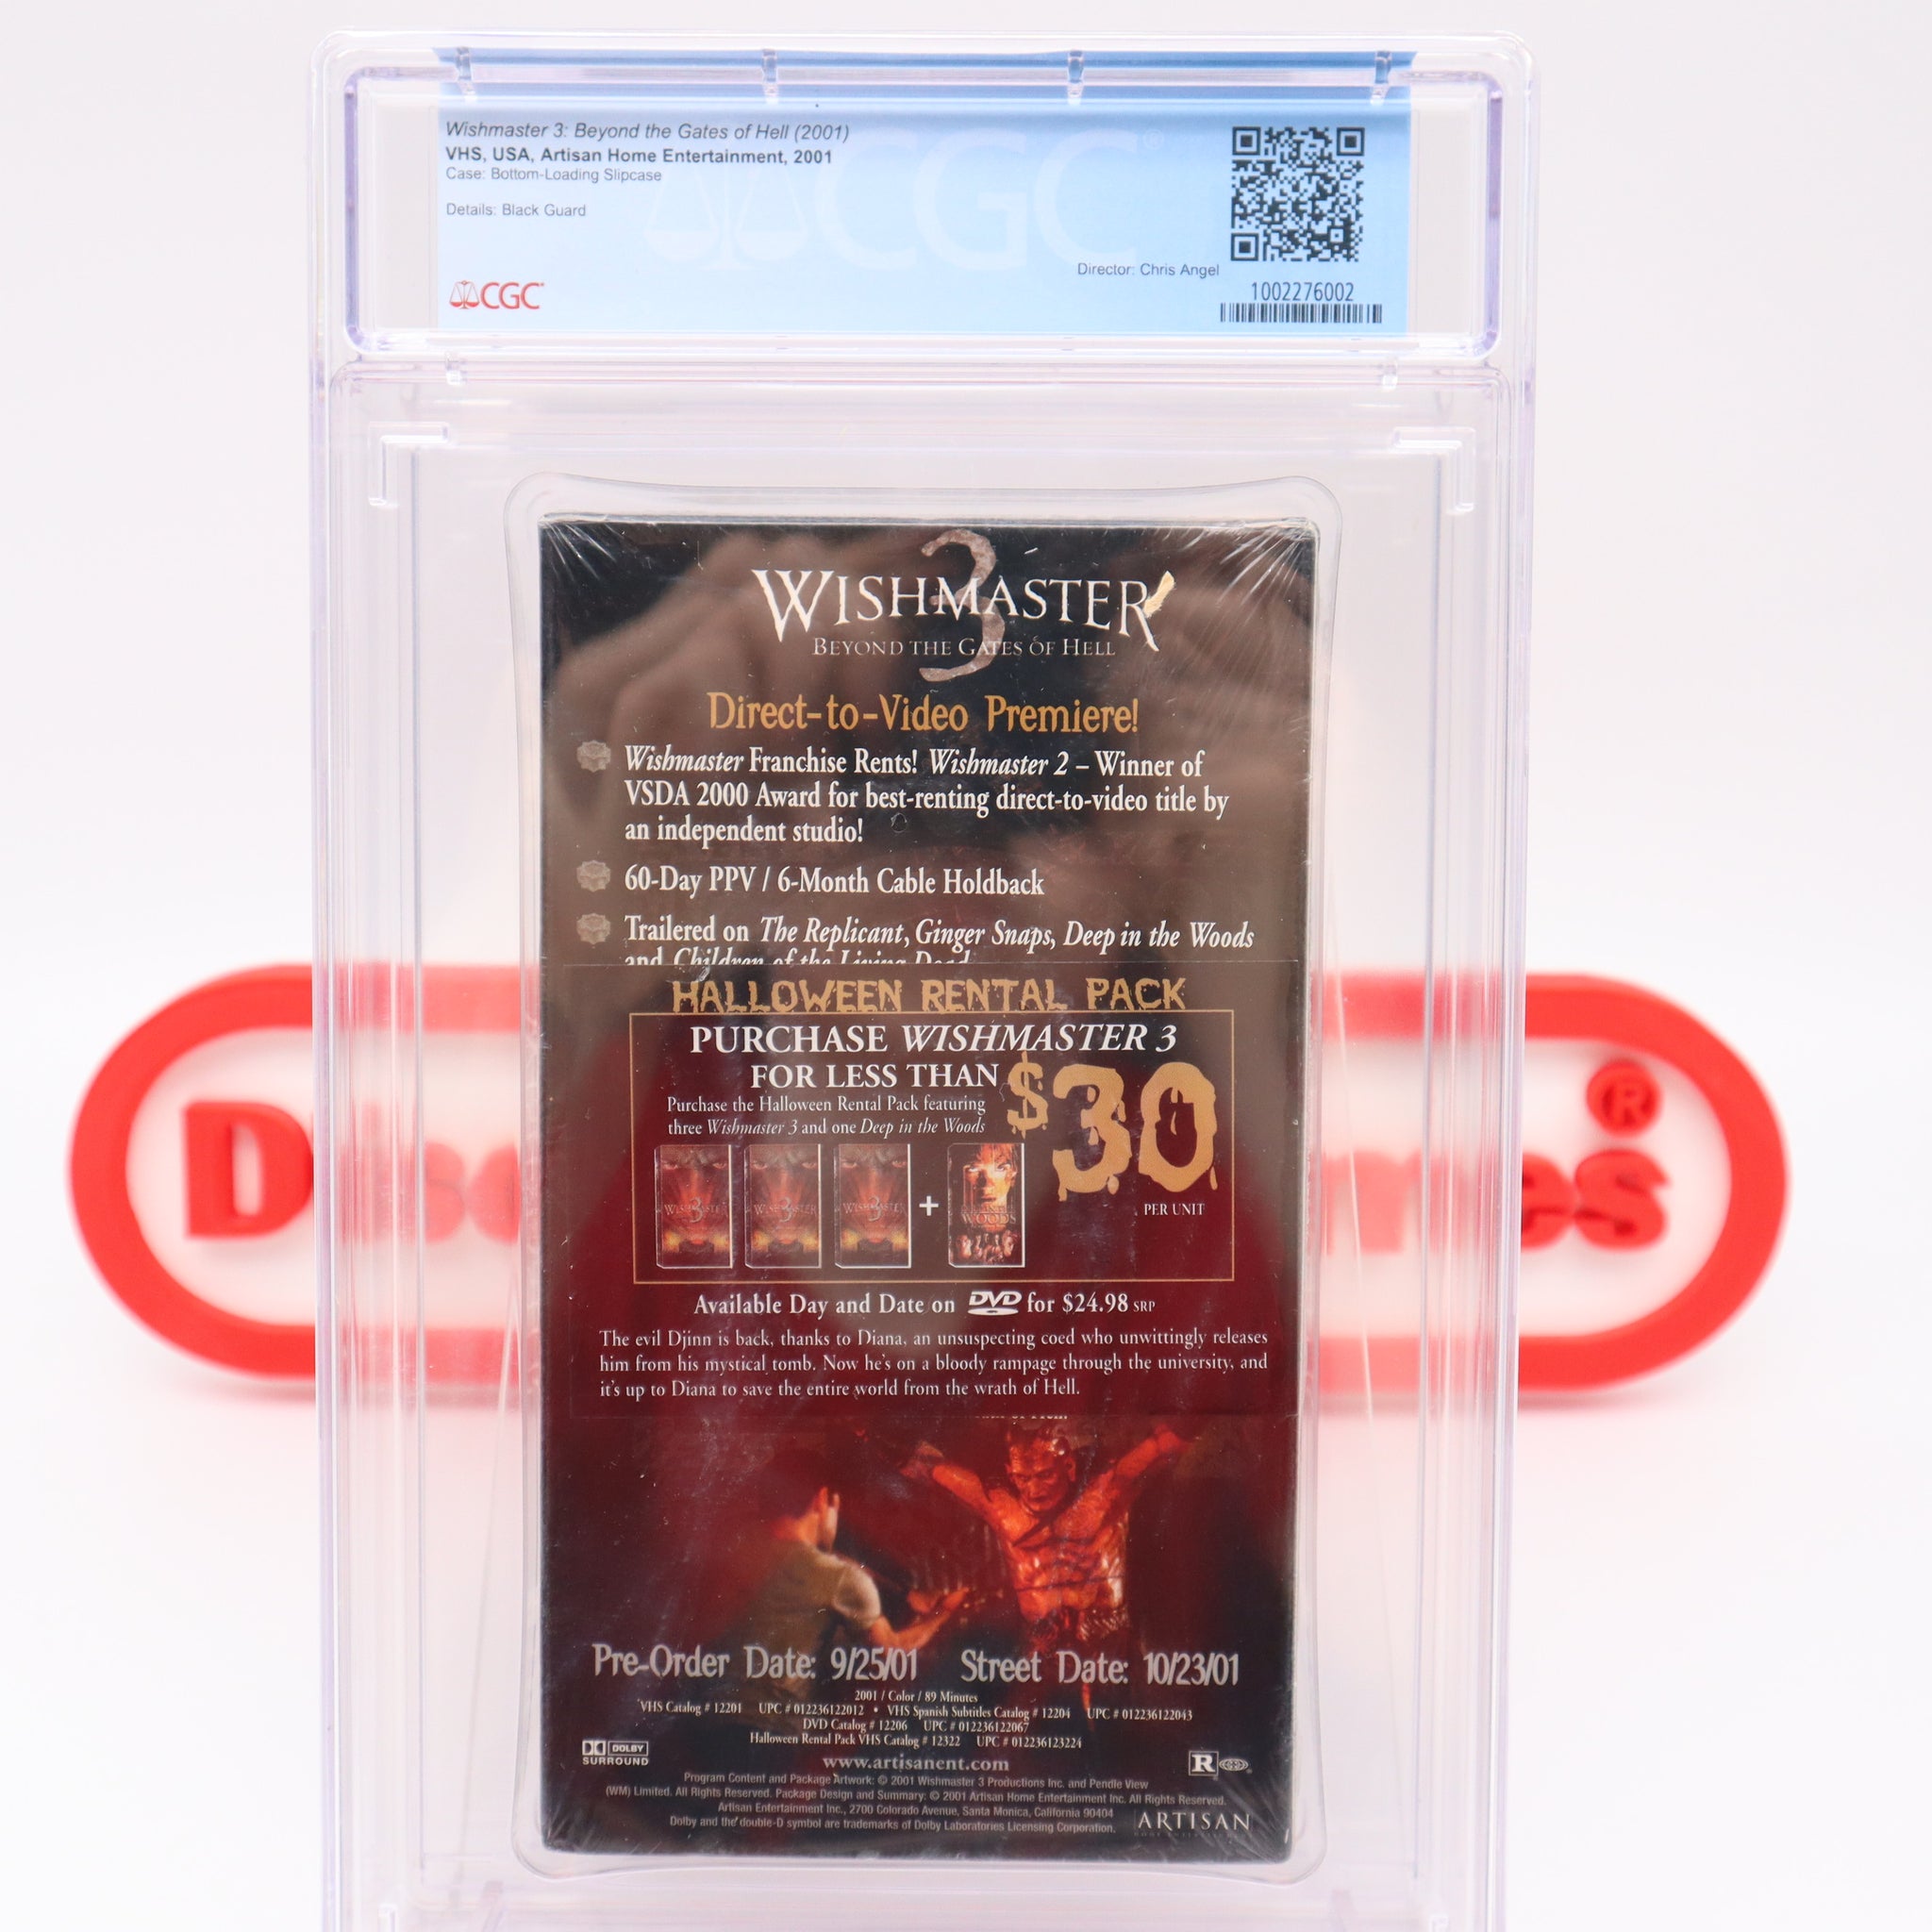 Wishmaster 3: Beyond the Gates of Hell (2001)
VHS, USA, Artisan Home Entertainment, 2001
Case: Bottom-Loading Slipcase
Details: Black Guard
CGC
Director: Chris Angel
CGC
1002276002
3
WISHMASTER
BEYOND THE GATES OF HELL
Direct-to-Video Premiere!
Wishmaster Franchise Rents! Wishmaster 2 – Winner of
VSDA 2000 Award for best-renting direct-to-video title by
an independent studio!
60-Day PPV / 6-Month Cable Holdback
Trailered on The Replicant, Ginger Snaps, Deep in the Woods
and Children of the Living Dead
HALLOWEEN RENTAL PACK
PURCHASE WISHMASTER 3
FOR LESS THAN $30
Purchase the Halloween Rental Pack featuring
three Wishmaster 3 and one Deep in the Woods
WISHMASTER 3 WISHMASTER 3 WISHMASTER 3 + WOODS
PER UNIT
Available Day and Date on DVD for $24.98 SRP
The evil Djinn is back, thanks to Diana, an unsuspecting coed who unwittingly releases
him from his mystical tomb. Now he's on a bloody rampage through the university, and
it's up to Diana to save the entire world from the wrath of Hell.
Pre-Order Date: 9/25/01 Street Date: 10/23/01
2001 / Color / 89 Minutes
VHS Catalog # 12201 UPC # 012236122012 • VHS Spanish Subtitles Catalog # 12204 UPC # 012236122043
DVD Catalog # 12206 UPC # 012236122067
Halloween Rental Pack VHS Catalog # 12322 UPC # 012236123224
DOLBY
SURROUND
www.artisanent.com
R
Program Content and Package Artwork: © 2001 Wishmaster 3 Productions Inc. and Pendle View
(WM) Limited. All Rights Reserved. Package Design and Summary: © 2001 Artisan Home Entertainment Inc. All Rights Reserved.
Artisan Entertainment Inc., 2700 Colorado Avenue, Santa Monica, California 90404
Dolby and the double-D symbol are trademarks of Dolby Laboratories Licensing Corporation.
ARTISAN
®